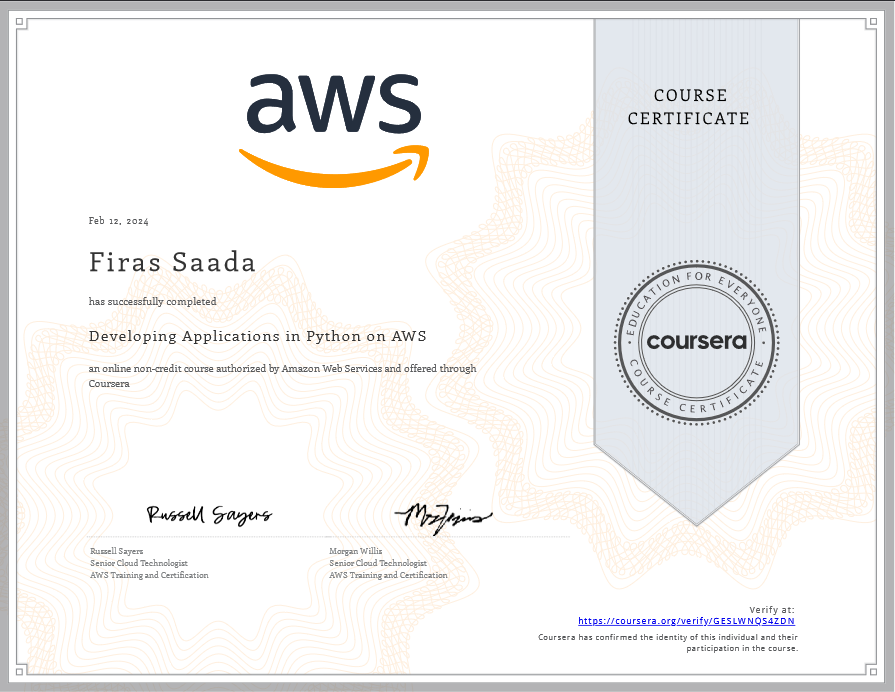 aws
COURSE
CERTIFICATE
Feb 12, 2024
Firas Saada
has successfully completed
Developing Applications in Python on AWS
an online non-credit course authorized by Amazon Web Services and offered through
Coursera
EDUCATION FOR EVERYONE
coursera
COURSE CERTIFICATE
Russell Sayers
Russell Sayers
Senior Cloud Technologist
AWS Training and Certification
Morgan Willis
Senior Cloud Technologist
AWS Training and Certification
Verify at:
https://coursera.org/verify/GESLWNQS4ZDN
Coursera has confirmed the identity of this individual and their
participation in the course.